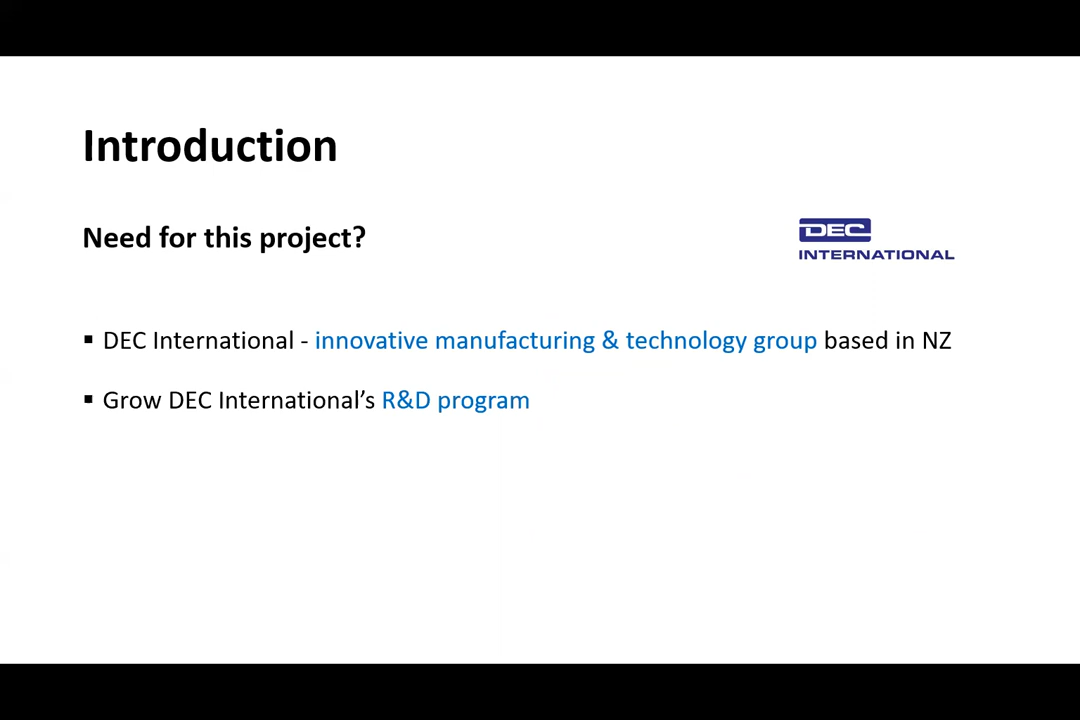 Introduction
Need for this project?
DEC
INTERNATIONAL
▪ DEC International - innovative manufacturing & technology group based in NZ
▪ Grow DEC International’s R&D program